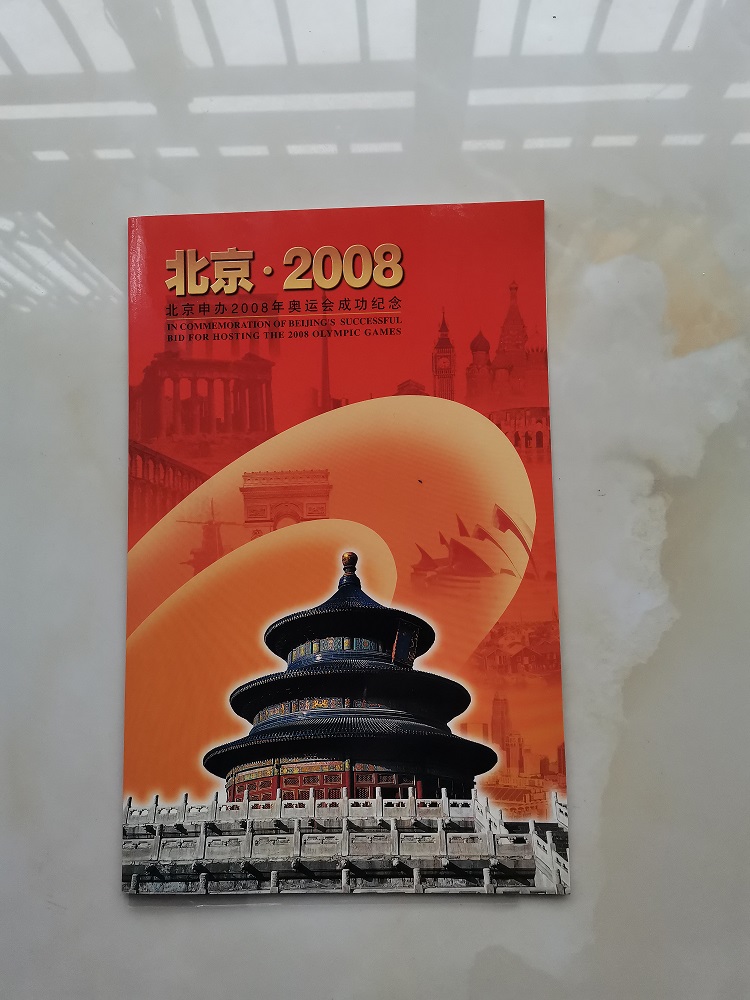 北京·2008
北京申办2008年奥运会成功纪念
IN COMMEMORATION OF BEIJING'S SUCCESSFUL
BID FOR HOSTING THE 2008 OLYMPIC GAMES